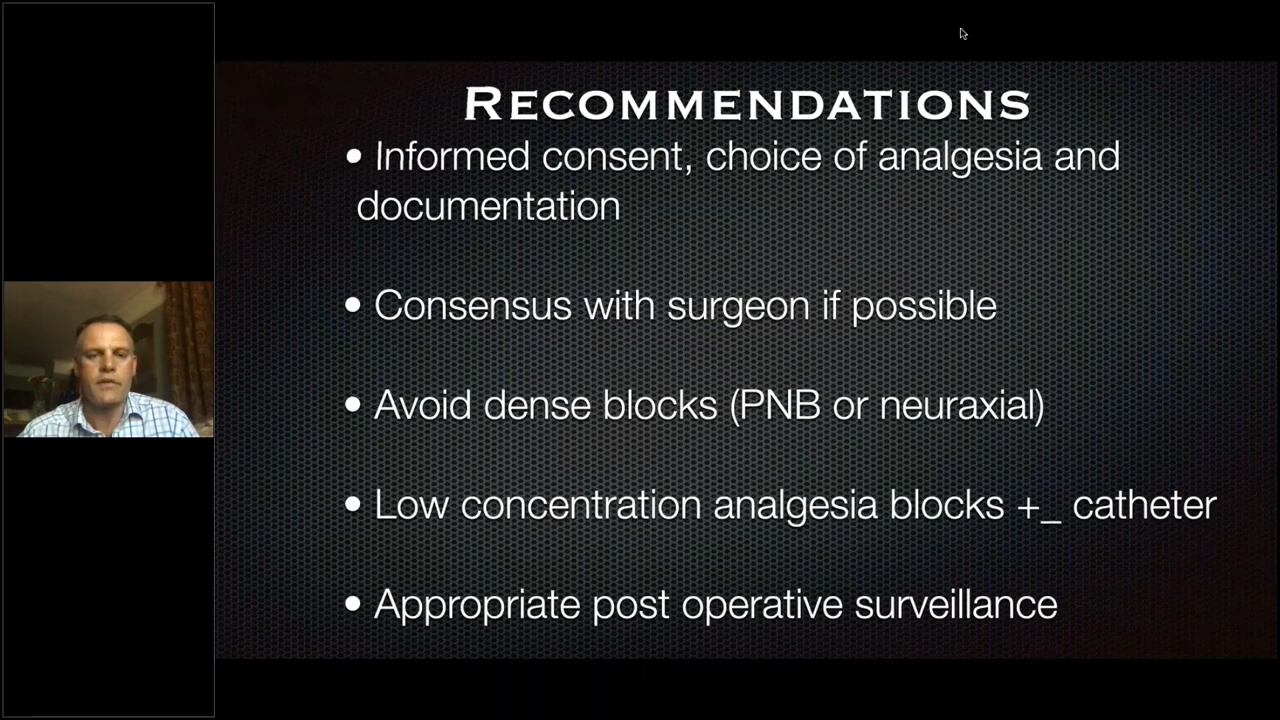 RECOMMENDATIONS
• Informed consent, choice of analgesia and
documentation
• Consensus with surgeon if possible
• Avoid dense blocks (PNB or neuraxial)
• Low concentration analgesia blocks +_ catheter
• Appropriate post operative surveillance